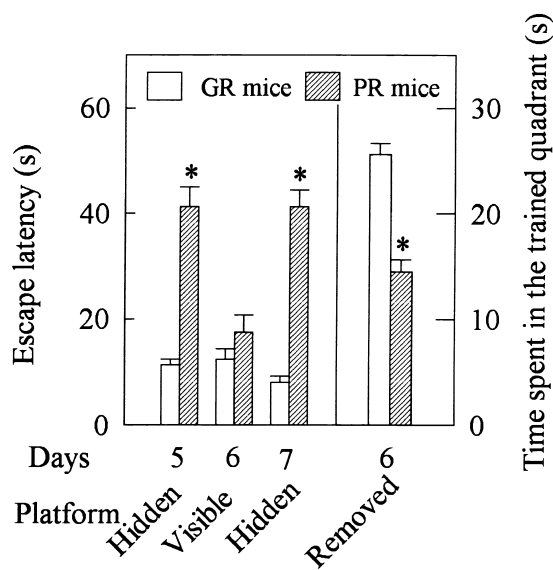 GR mice PR mice
Escape latency (s)
60
40
20
0
* * *
30
20
10
0
Time spent in the trained quadrant (s)
Days 5 6 7 6
Platform Hidden Visible Hidden Removed